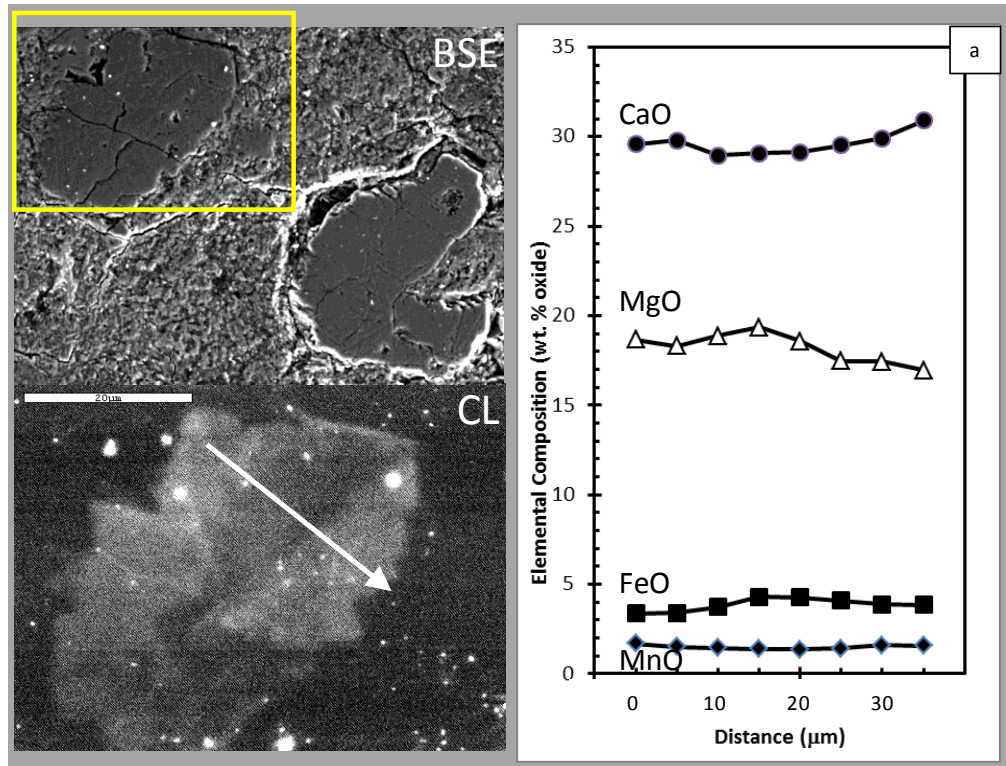 BSE
20µm
CL
a
35
30
25
20
15
10
5
0
CaO
MgO
FeO
MnO
Elemental Composition (wt. % oxide)
0 10 20 30
Distance (µm)